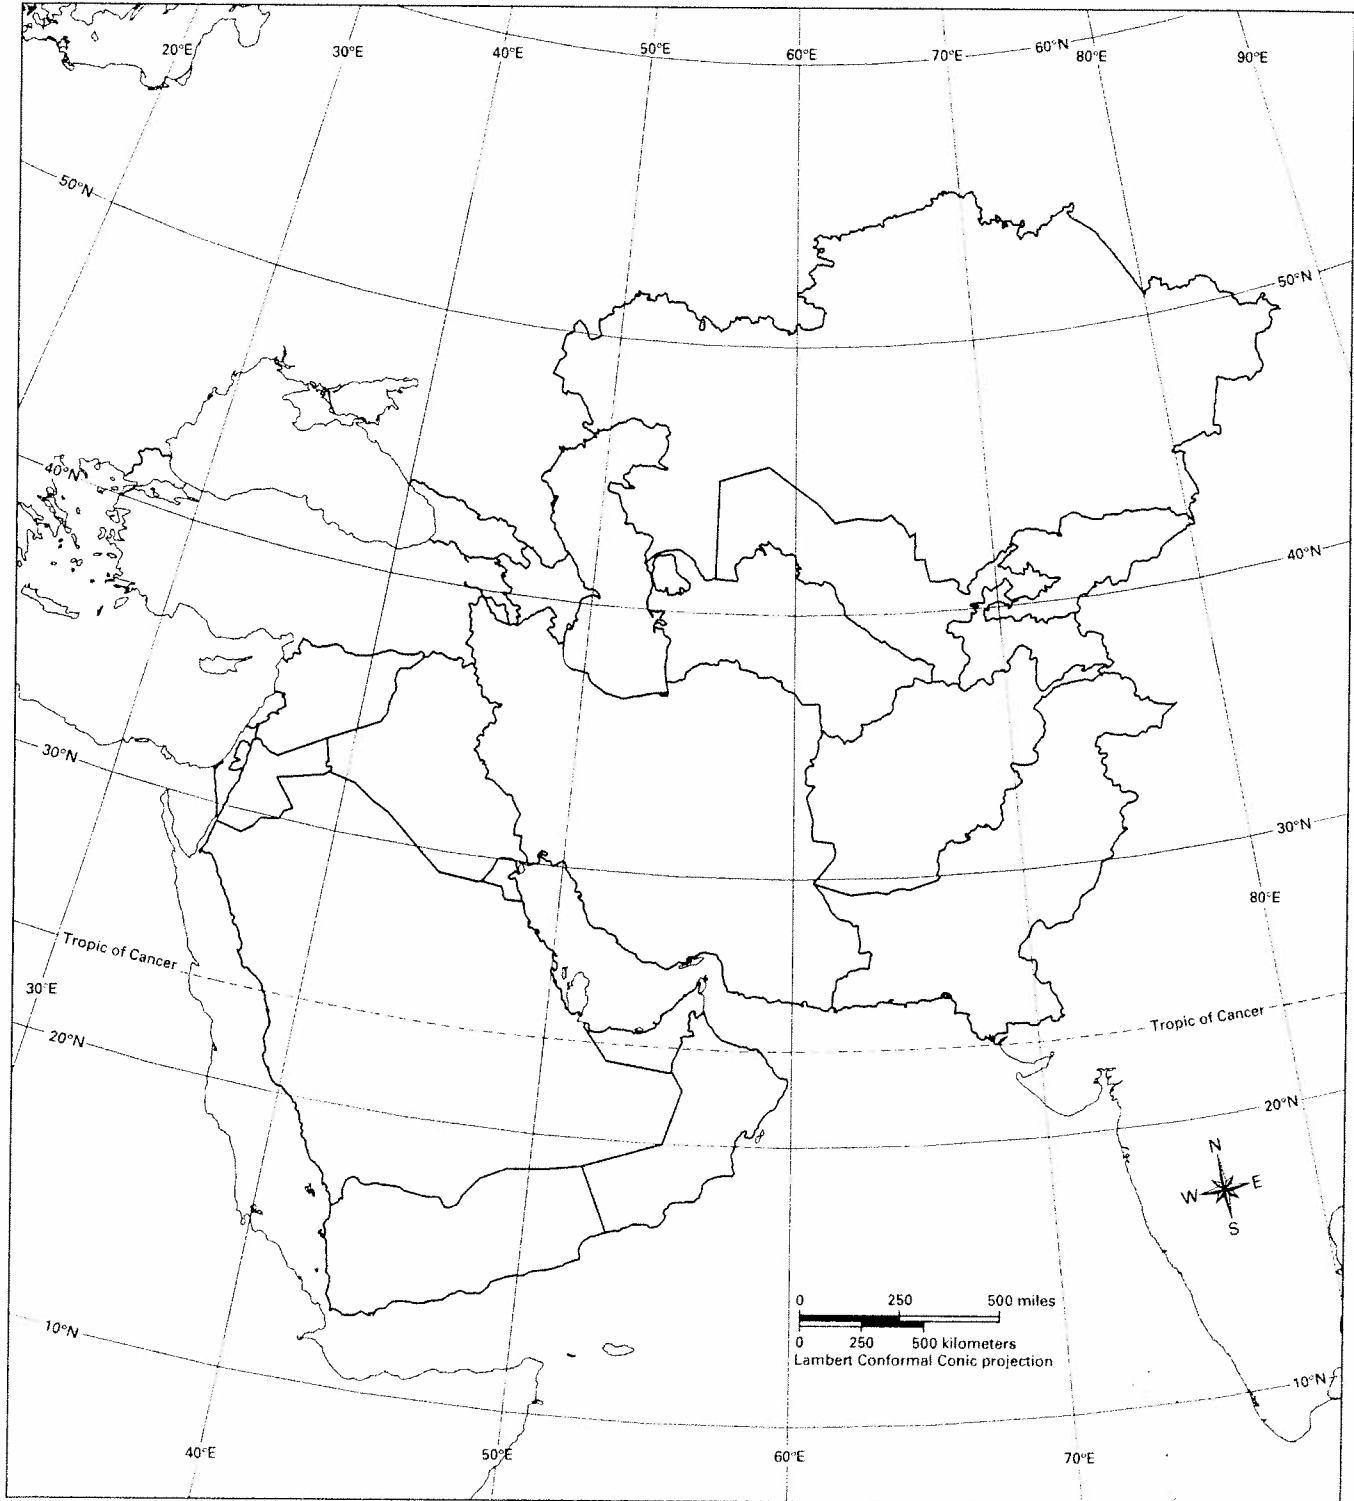 20°E
30°E
40°E
50°E
60°E
70°E
60°N
80°E
90°E
50°N
50°N
40°N
40°N
30°N
30°N
80°E
Tropic of Cancer
30°E
Tropic of Cancer
20°N
20°N
N
W
E
S
0 250 500 miles
0 250 500 kilometers
Lambert Conformal Conic projection
10°N
10°N
40°E
50°E
60°E
70°E